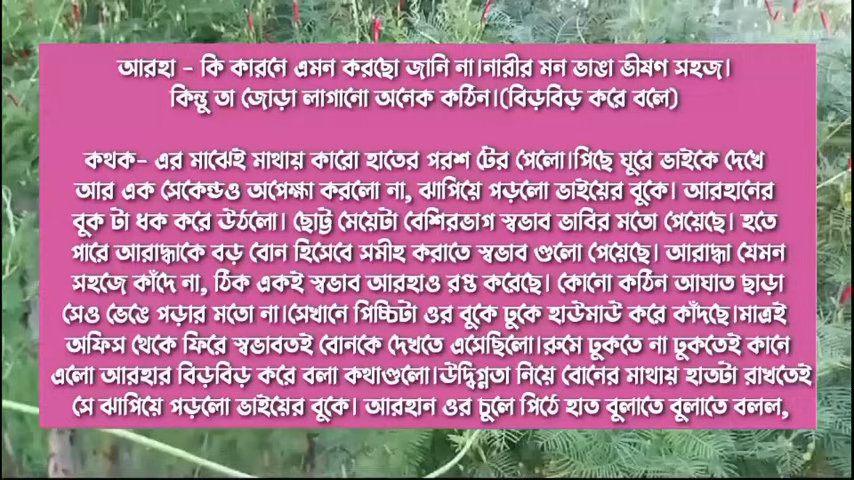 আরহা - কি কারনে এমন করছো জানি না।নারীর মন ভাঙা ভীষণ সহজ।
কিন্তু তা জোড়া লাগানো অনেক কঠিন।(বিড়বিড় করে বলে)
কথক- এর মাঝেই মাথায় কারো হাতের পরশ টের পেলো।পিছে ঘুরে ভাইকে দেখে
আর এক সেকেন্ডও অপেক্ষা করলো না, ঝাপিয়ে পড়লো ভাইয়ের বুকে। আরহানের
বুক টা ধক করে উঠলো। ছোট্ট মেয়েটা বেশিরভাগ স্বভাব ভাবির মতো পেয়েছে। হতে
পারে আরাদ্ধাকে বড় বোন হিসেবে সমীহ করাতে স্বভাব গুলো পেয়েছে। আরাদ্ধা যেমন
সহজে কাঁদে না, ঠিক একই স্বভাব আরহাও রপ্ত করেছে। কোনো কঠিন আঘাত ছাড়া
সেও ভেঙে পড়ার মতো না।সেখানে পিচ্চিটা ওর বুকে ঢুকে হাউমাউ করে কাঁদছে।মাত্রই
অফিস থেকে ফিরে স্বভাবতই বোনকে দেখতে এসেছিলো।রুমে ঢুকতে না ঢুকতেই কানে
এলো আরহার বিড়বিড় করে বলা কথাগুলো।উদ্বিগ্নতা নিয়ে বোনের মাথায় হাতটা রাখতেই
সে ঝাপিয়ে পড়লো ভাইয়ের বুকে। আরহান ওর চুলে পিঠে হাত বুলাতে বুলাতে বলল,